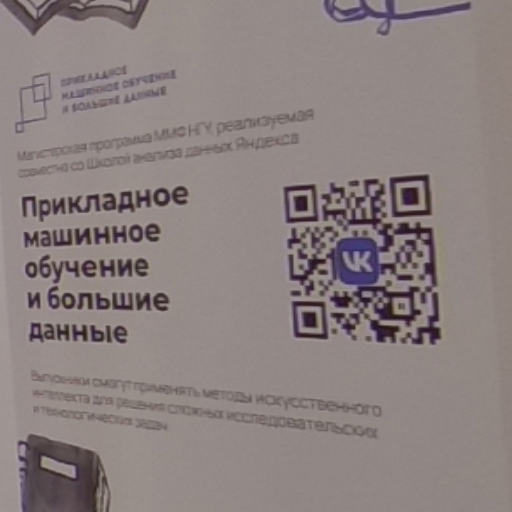 ПРИКЛАДНОЕ
МАШИННОЕ ОБУЧЕНИЕ
И БОЛЬШИЕ ДАННЫЕ
Магистерская программа ММФ НГУ, реализуемая
совместно со Школой анализа данных Яндекса
Прикладное
машинное
обучение
и большие
данные
Выпускники смогут применять методы искусственного
интеллекта для решения сложных исследовательских
и технологических задач